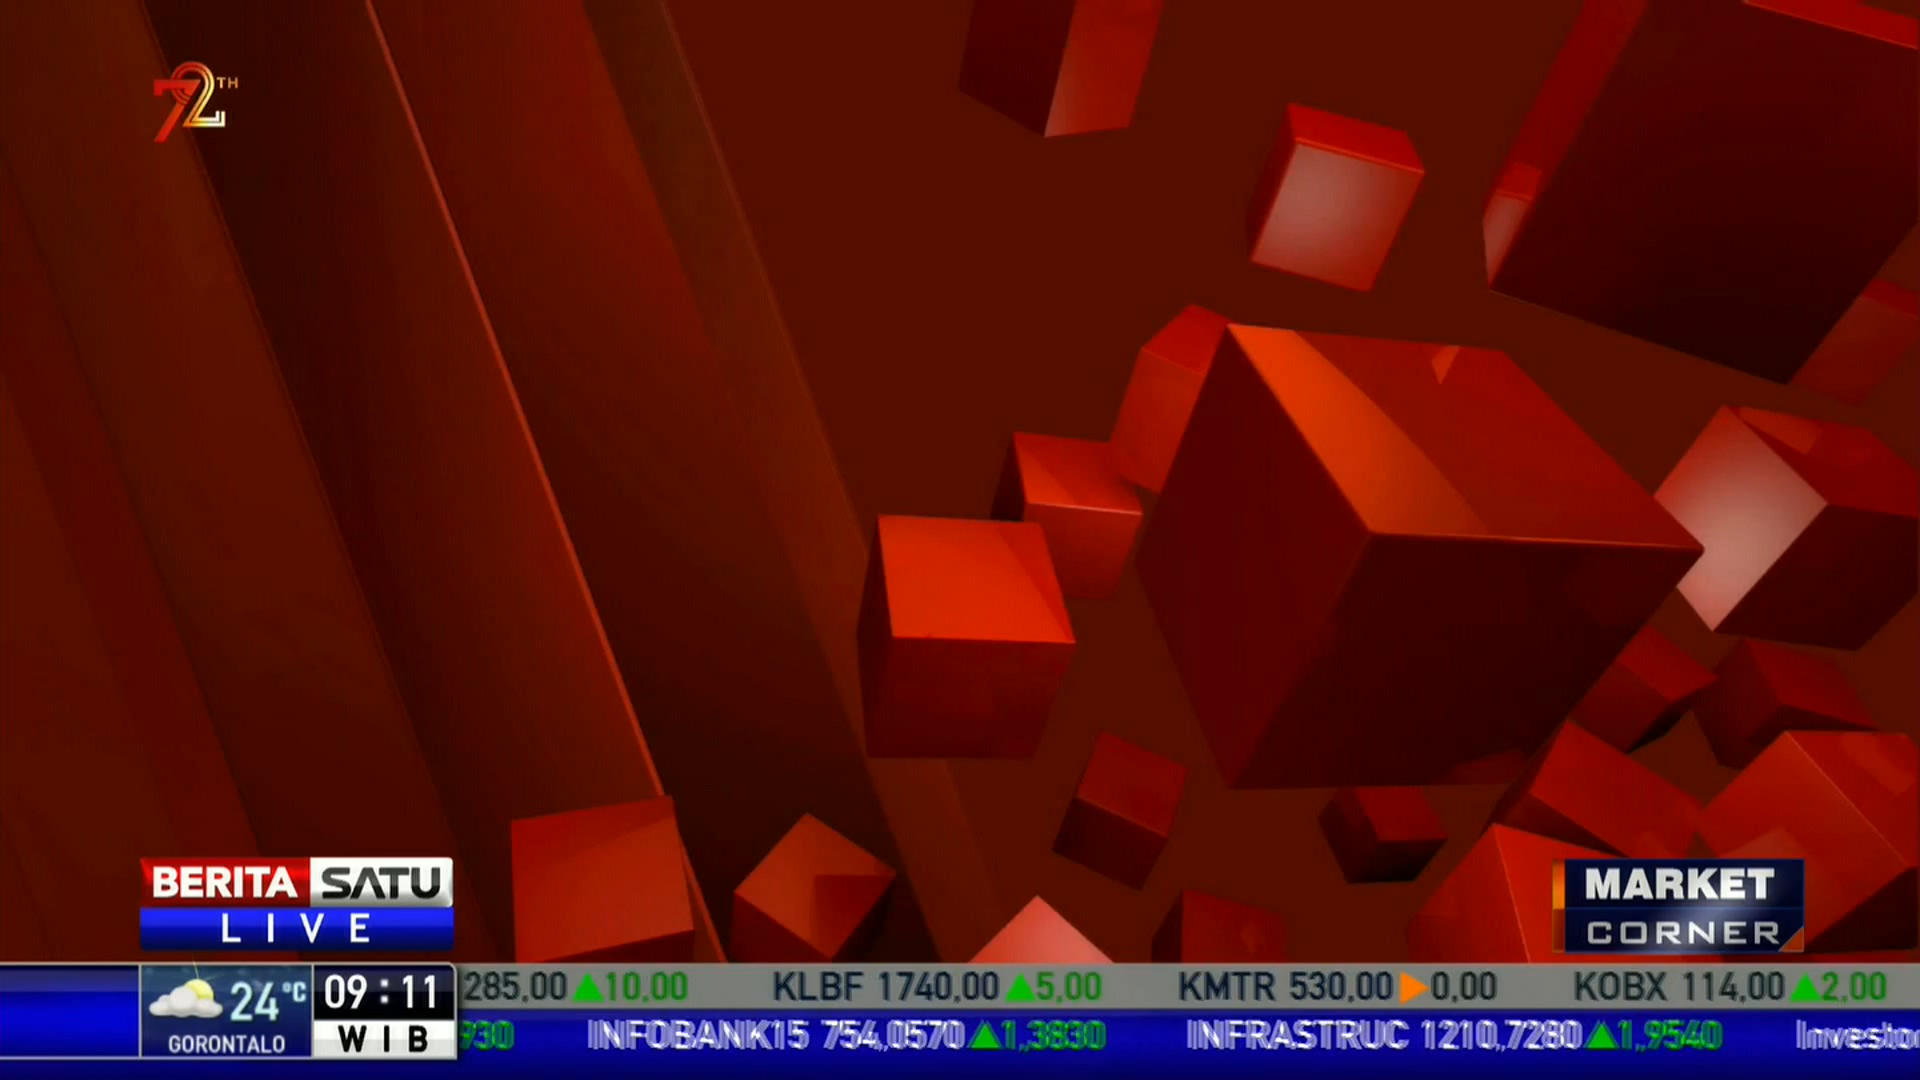 72TH
BERITA SATU
LIVE
MARKET
CORNER
24°C
GORONTALO
09:11
WIB
285,00 ▲10,00 KLBF 1740,00 ▲5,00 KMTR 530,00 ▶0,00 KOBX 114,00 ▲2,00
930 INFOBANK15 754,0570 ▲1,3830 INFRASTRUC 1210,7280 ▲1,9540